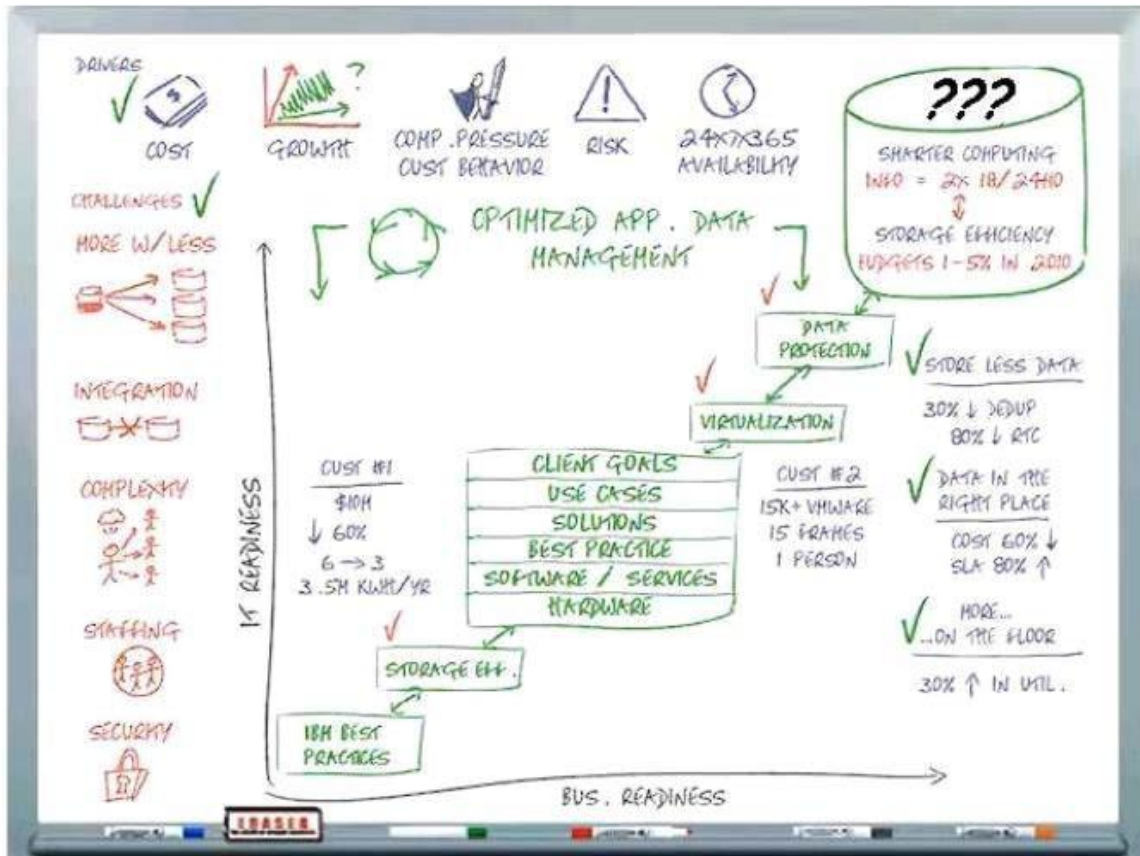 DRIVERS
$
COST
?
GROWTH
COMP. PRESSURE
CUST BEHAVIOR
!
RISK
24X7X365
AVAILABILITY
???
SMARTER COMPUTING
INFO = 2X 18/24MO
STORAGE EFFICIENCY
BUDGETS 1-5% IN 2010
CHALLENGES
MORE W/LESS
INTEGRATION
COMPLEXITY
STAFFING
SECURITY
OPTIMIZED APP. DATA
MANAGEMENT
IT READINESS
BUS. READINESS
DATA
PROTECTION
VIRTUALIZATION
CLIENT GOALS
USE CASES
SOLUTIONS
BEST PRACTICE
SOFTWARE / SERVICES
HARDWARE
STORAGE EFF.
IBM BEST
PRACTICES
CUST #1
$10M
↓ 60%
6 → 3
3.5M KWH/YR
CUST #2
15K+ VMWARE
15 FRAMES
1 PERSON
STORE LESS DATA
30% ↓ DEDUP
80% ↓ RTC
DATA IN THE
RIGHT PLACE
COST 60% ↓
SLA 80% ↑
MORE...
...ON THE FLOOR
30% ↑ IN UTIL.
ERASER